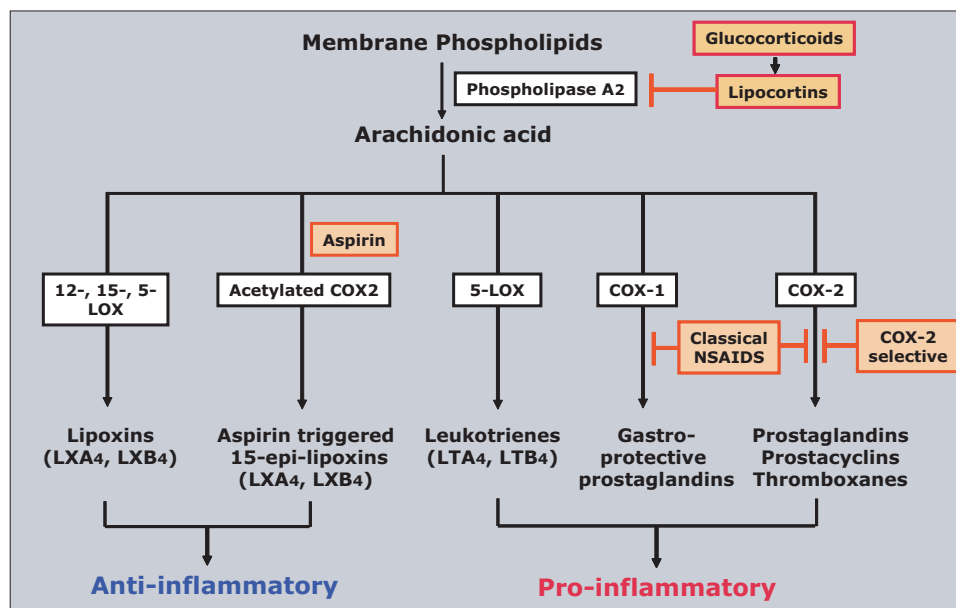 Membrane Phospholipids
Glucocorticoids
Phospholipase A2
Lipocortins
Arachidonic acid
Aspirin
12-, 15-, 5-
LOX
Acetylated COX2
5-LOX
COX-1
COX-2
Classical
NSAIDS
COX-2
selective
Lipoxins
(LXA4, LXB4)
Aspirin triggered
15-epi-lipoxins
(LXA4, LXB4)
Leukotrienes
(LTA4, LTB4)
Gastro-
protective
prostaglandins
Prostaglandins
Prostacyclins
Thromboxanes
Anti-inflammatory
Pro-inflammatory